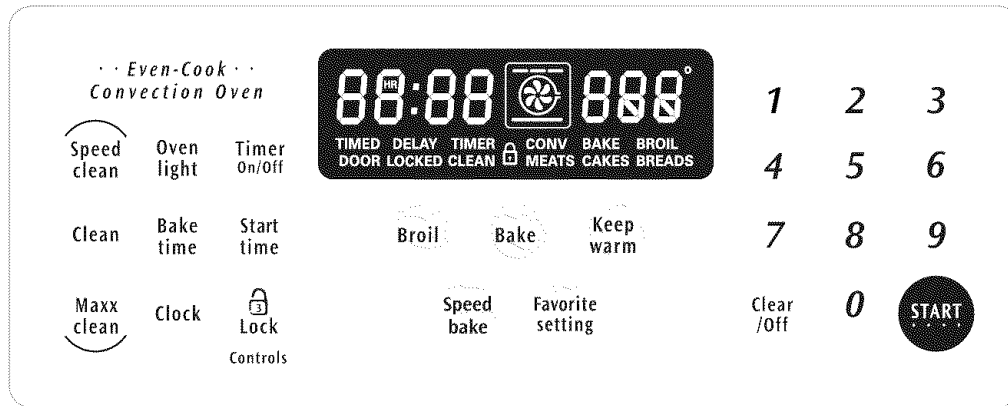 · · Even-Cook · ·
Convection Oven
Speed
clean
Oven
light
Timer
On/Off
Clean
Bake
time
Start
time
Maxx
clean
Clock
3
Lock
Controls
88:88 888°
HR
TIMED DELAY TIMER CONV BAKE BROIL
DOOR LOCKED CLEAN MEATS CAKES BREADS
Broil
Bake
Keep
warm
Speed
bake
Favorite
setting
1 2 3
4 5 6
7 8 9
Clear
/Off
0
START